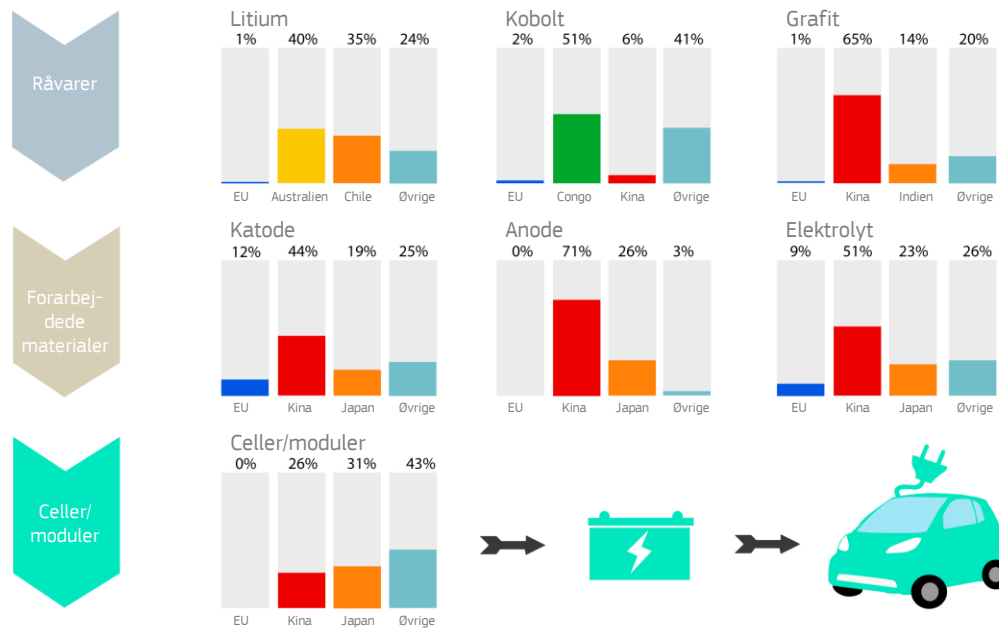 Råvarer
Litium
1% 40% 35% 24%
EU Australien Chile Øvrige
Kobolt
2% 51% 6% 41%
EU Congo Kina Øvrige
Grafit
1% 65% 14% 20%
EU Kina Indien Øvrige
Forarbej-
dede
materialer
Katode
12% 44% 19% 25%
EU Kina Japan Øvrige
Anode
0% 71% 26% 3%
EU Kina Japan Øvrige
Elektrolyt
9% 51% 23% 26%
EU Kina Japan Øvrige
Celler/
moduler
Celler/moduler
0% 26% 31% 43%
EU Kina Japan Øvrige